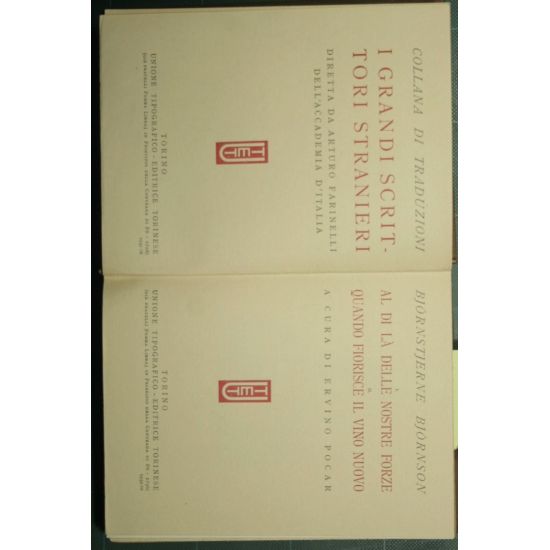 COLLANA DI TRADUZIONI
I GRANDI SCRIT-
TORI STRANIERI
DIRETTA DA ARTURO FARINELLI
DELL'ACCADEMIA D'ITALIA
UTET
TORINO
UNIONE TIPOGRAFICO - EDITRICE TORINESE
BJÖRNSTJERNE BJÖRNSON
AL DI LÀ DELLE NOSTRE FORZE
QUANDO FIORISCE IL VINO NUOVO
A CURA DI ERVINO POCAR
UTET
TORINO
UNIONE TIPOGRAFICO - EDITRICE TORINESE